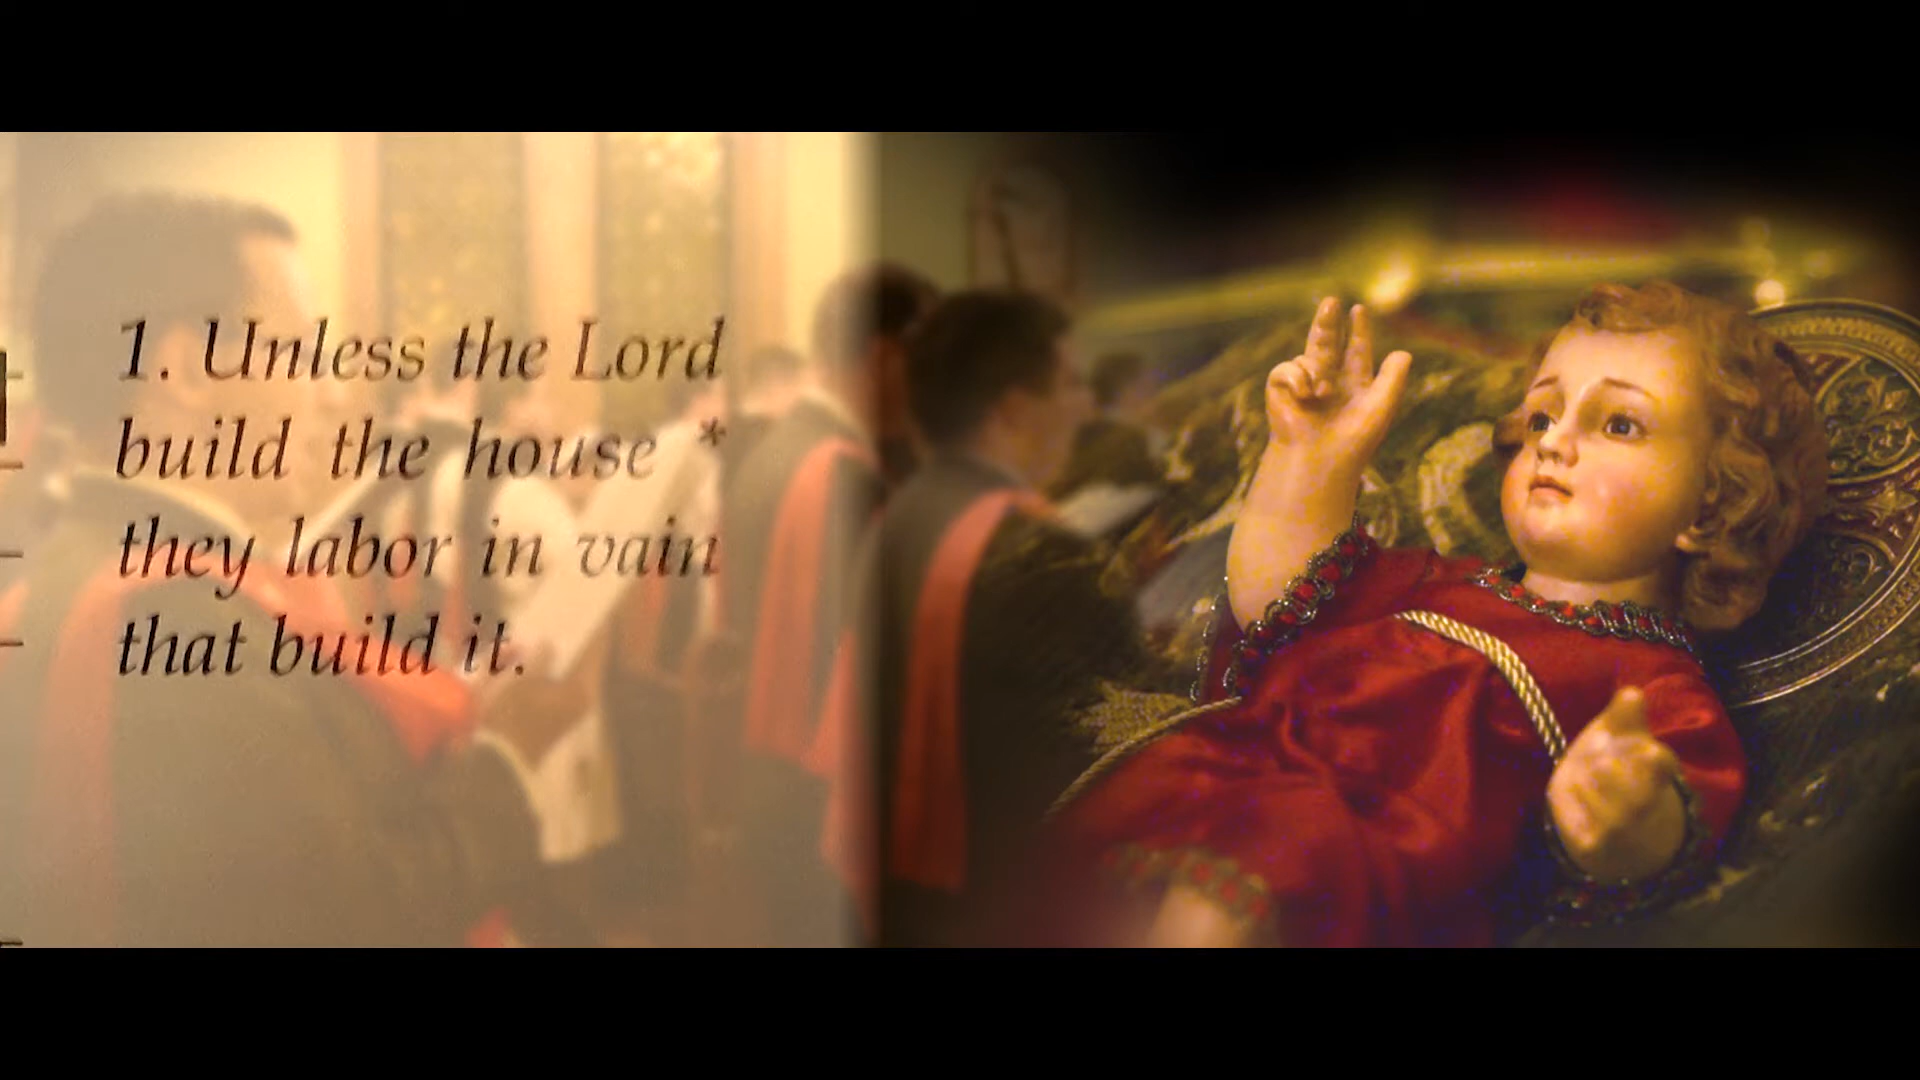 1. Unless the Lord
build the house *
they labor in vain
that build it.